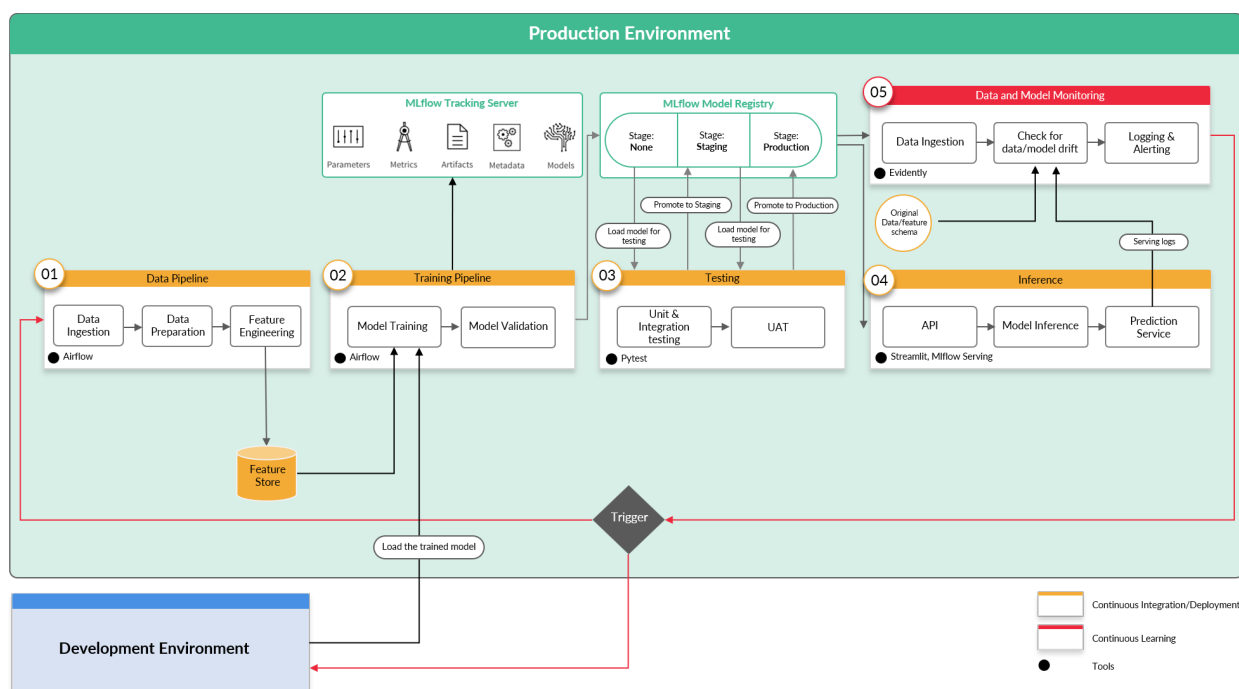 Production Environment
MLflow Tracking Server
Parameters
Metrics
Artifacts
Metadata
Models
MLflow Model Registry
Stage:
None
Stage:
Staging
Stage:
Production
05
Data and Model Monitoring
Data Ingestion
Check for
data/model drift
Logging &
Alerting
Evidently
Promote to Staging
Promote to Production
Load model for
testing
Load model for
testing
Original
Data/feature
schema
Serving logs
01
Data Pipeline
Data
Ingestion
Data
Preparation
Feature
Engineering
Airflow
02
Training Pipeline
Model Training
Model Validation
Airflow
03
Testing
Unit &
Integration
testing
UAT
Pytest
04
Inference
API
Model Inference
Prediction
Service
Streamlit, Mlflow Serving
Feature
Store
Trigger
Load the trained model
Development Environment
Continuous Integration/Deployment
Continuous Learning
Tools